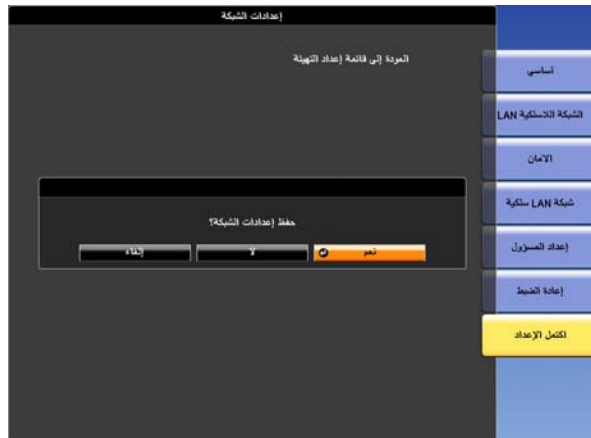 إعدادات الشبكة
العودة إلى قائمة إعداد التهيئة
أساسي
الشبكة اللاسلكية LAN
الأمان
شبكة LAN سلكية
إعداد المسؤول
إعادة الضبط
اكتمل الإعداد
حفظ إعدادات الشبكة؟
نعم
لا
إلغاء